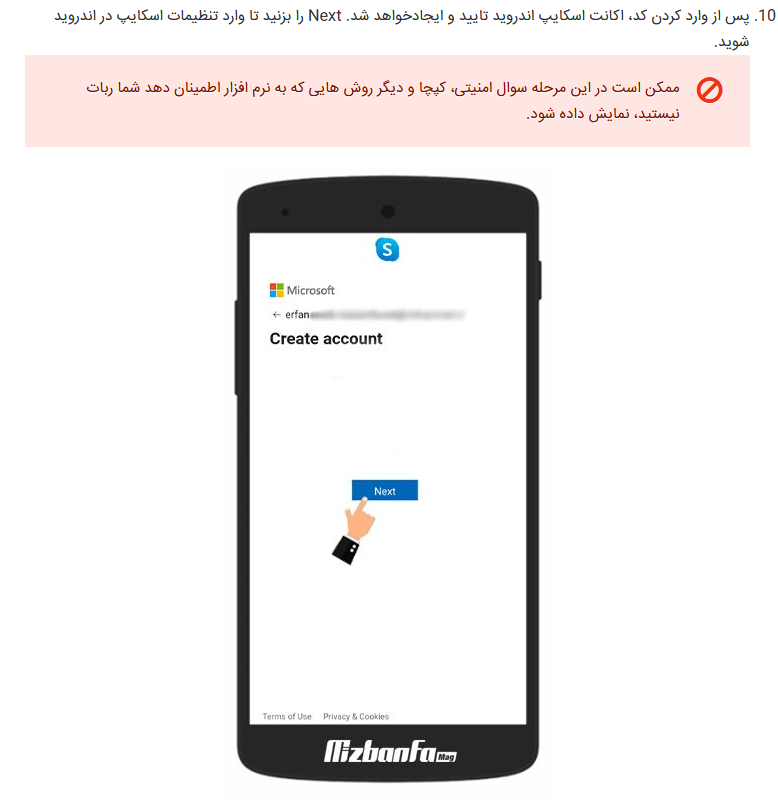 10. پس از وارد کردن کد، اکانت اسکایپ اندروید تایید و ایجادخواهد شد. Next را بزنید تا وارد تنظیمات اسکایپ در اندروید
شوید.
ممکن است در این مرحله سوال امنیتی، کپچا و دیگر روش هایی که به نرم افزار اطمینان دهد شما ربات
نیستید، نمایش داده شود.
S
Microsoft
← erfan
Create account
Next
Terms of Use Privacy & Cookies
MizbanFa Mag